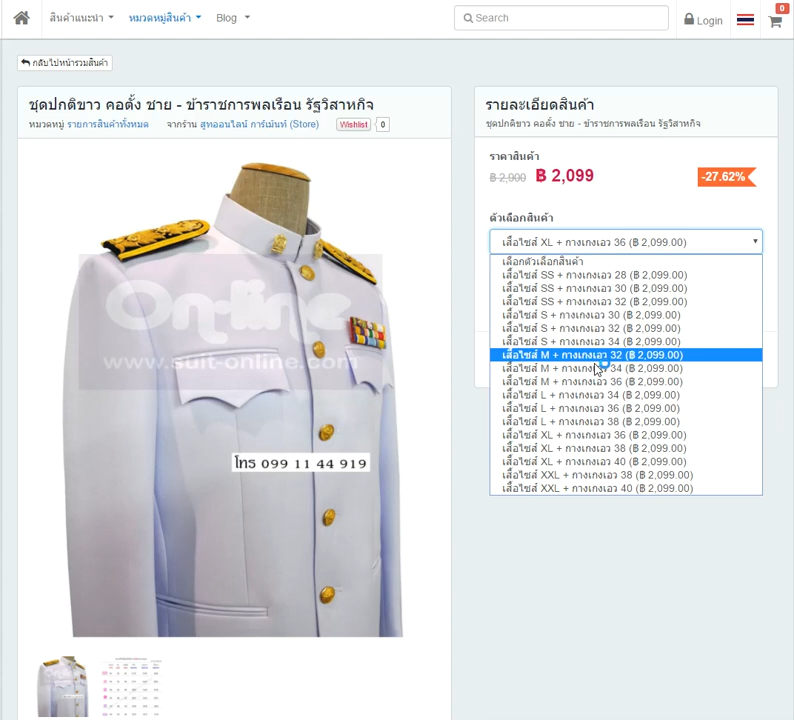 สินค้าแนะนำ
หมวดหมู่สินค้า
Blog
Search
Login
0
กลับไปหน้ารวมสินค้า
ชุดปกติขาว คอตั้ง ชาย - ข้าราชการพลเรือน รัฐวิสาหกิจ
หมวดหมู่ รายการสินค้าทั้งหมด จากร้าน สูทออนไลน์ การ์เม้นท์ (Store) Wishlist 0
Online
www.suit-online.com
โทร 099 11 44 919
รายละเอียดสินค้า
ชุดปกติขาว คอตั้ง ชาย - ข้าราชการพลเรือน รัฐวิสาหกิจ
ราคาสินค้า
฿ 2,900 ฿ 2,099
-27.62%
ตัวเลือกสินค้า
เสื้อไซส์ XL + กางเกงเอว 36 (฿ 2,099.00)
เลือกตัวเลือกสินค้า
เสื้อไซส์ SS + กางเกงเอว 28 (฿ 2,099.00)
เสื้อไซส์ SS + กางเกงเอว 30 (฿ 2,099.00)
เสื้อไซส์ SS + กางเกงเอว 32 (฿ 2,099.00)
เสื้อไซส์ S + กางเกงเอว 30 (฿ 2,099.00)
เสื้อไซส์ S + กางเกงเอว 32 (฿ 2,099.00)
เสื้อไซส์ S + กางเกงเอว 34 (฿ 2,099.00)
เสื้อไซส์ M + กางเกงเอว 32 (฿ 2,099.00)
เสื้อไซส์ M + กางเกงเอว 34 (฿ 2,099.00)
เสื้อไซส์ M + กางเกงเอว 36 (฿ 2,099.00)
เสื้อไซส์ L + กางเกงเอว 34 (฿ 2,099.00)
เสื้อไซส์ L + กางเกงเอว 36 (฿ 2,099.00)
เสื้อไซส์ L + กางเกงเอว 38 (฿ 2,099.00)
เสื้อไซส์ XL + กางเกงเอว 36 (฿ 2,099.00)
เสื้อไซส์ XL + กางเกงเอว 38 (฿ 2,099.00)
เสื้อไซส์ XL + กางเกงเอว 40 (฿ 2,099.00)
เสื้อไซส์ XXL + กางเกงเอว 38 (฿ 2,099.00)
เสื้อไซส์ XXL + กางเกงเอว 40 (฿ 2,099.00)